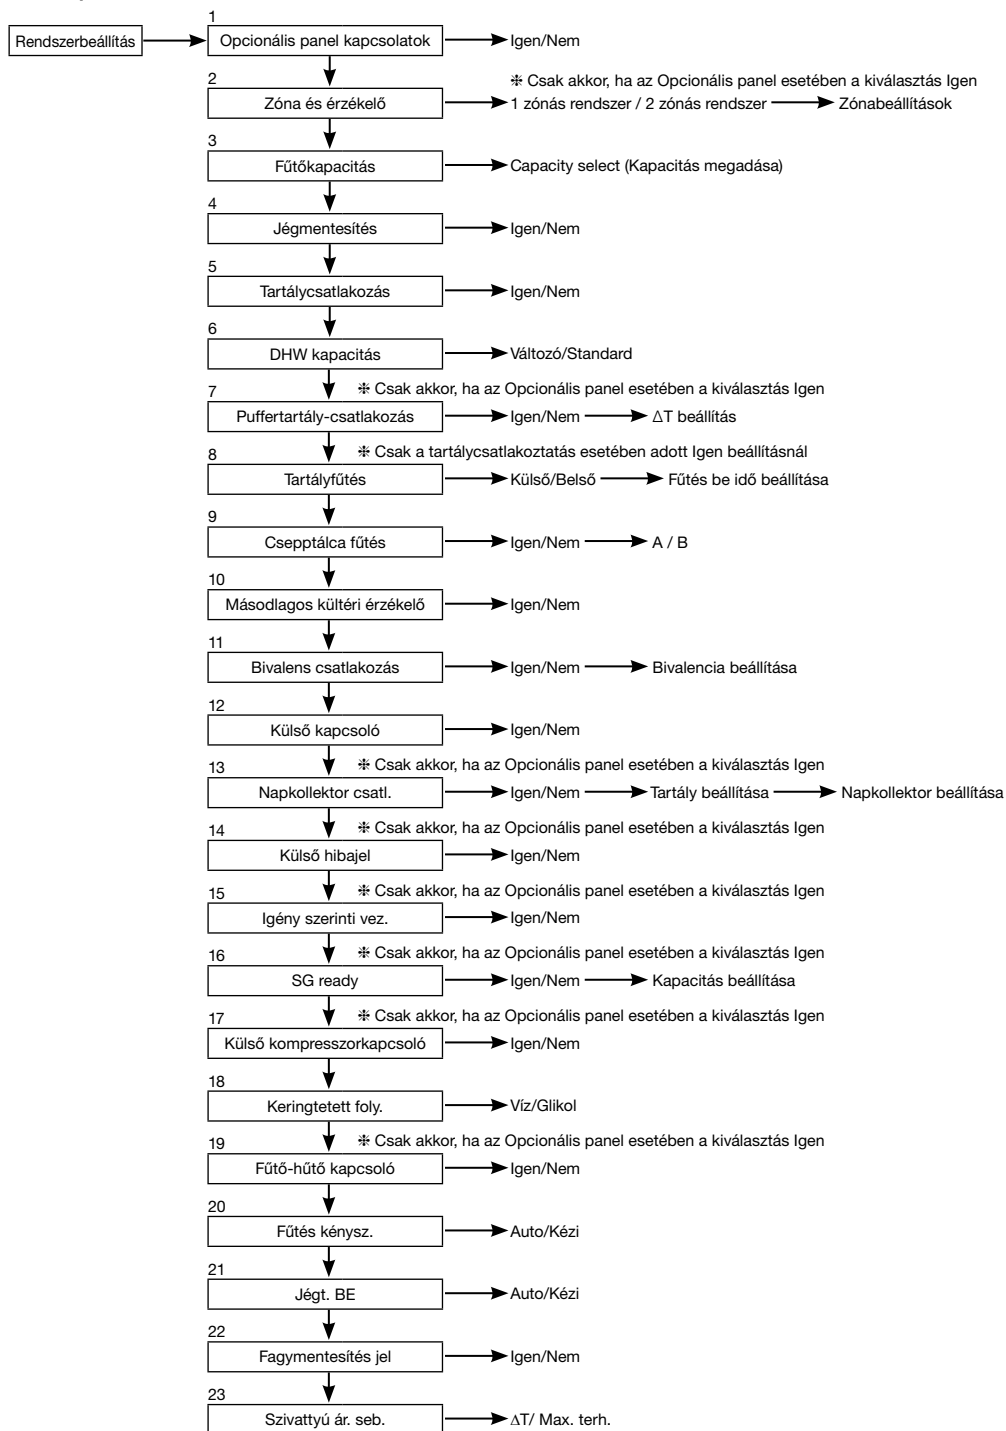 1
Rendszerbeállítás
Opcionális panel kapcsolatok
Igen/Nem
2
❉ Csak akkor, ha az Opcionális panel esetében a kiválasztás Igen
Zóna és érzékelő
1 zónás rendszer / 2 zónás rendszer
Zónabeállítások
3
Fűtőkapacitás
Capacity select (Kapacitás megadása)
4
Jégmentesítés
Igen/Nem
5
Tartálycsatlakozás
Igen/Nem
6
DHW kapacitás
Változó/Standard
7
❉ Csak akkor, ha az Opcionális panel esetében a kiválasztás Igen
Puffertartály-csatlakozás
Igen/Nem
ΔT beállítás
8
❉ Csak a tartálycsatlakoztatás esetében adott Igen beállításnál
Tartályfűtés
Külső/Belső
Fűtés be idő beállítása
9
Csepptálca fűtés
Igen/Nem
A / B
10
Másodlagos kültéri érzékelő
Igen/Nem
11
Bivalens csatlakozás
Igen/Nem
Bivalencia beállítása
12
Külső kapcsoló
Igen/Nem
13
❉ Csak akkor, ha az Opcionális panel esetében a kiválasztás Igen
Napkollektor csatl.
Igen/Nem
Tartály beállítása
Napkollektor beállítása
14
❉ Csak akkor, ha az Opcionális panel esetében a kiválasztás Igen
Külső hibajel
Igen/Nem
15
❉ Csak akkor, ha az Opcionális panel esetében a kiválasztás Igen
Igény szerinti vez.
Igen/Nem
16
❉ Csak akkor, ha az Opcionális panel esetében a kiválasztás Igen
SG ready
Igen/Nem
Kapacitás beállítása
17
❉ Csak akkor, ha az Opcionális panel esetében a kiválasztás Igen
Külső kompresszorkapcsoló
Igen/Nem
18
Keringtetett foly.
Víz/Glikol
19
❉ Csak akkor, ha az Opcionális panel esetében a kiválasztás Igen
Fűtő-hűtő kapcsoló
Igen/Nem
20
Fűtés kénysz.
Auto/Kézi
21
Jégt. BE
Auto/Kézi
22
Fagymentesítés jel
Igen/Nem
23
Szivattyú ár. seb.
ΔT/ Max. terh.